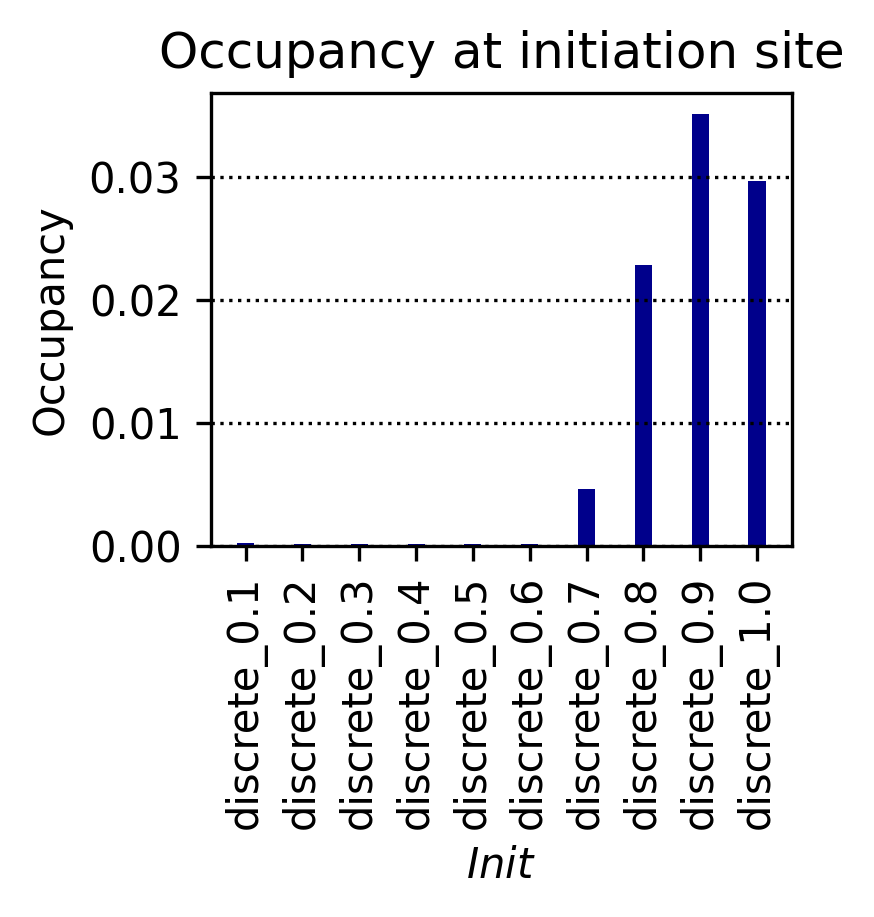 Occupancy at initiation site
Occupancy
0.03
0.02
0.01
0.00
discrete_0.1
discrete_0.2
discrete_0.3
discrete_0.4
discrete_0.5
discrete_0.6
discrete_0.7
discrete_0.8
discrete_0.9
discrete_1.0
Init